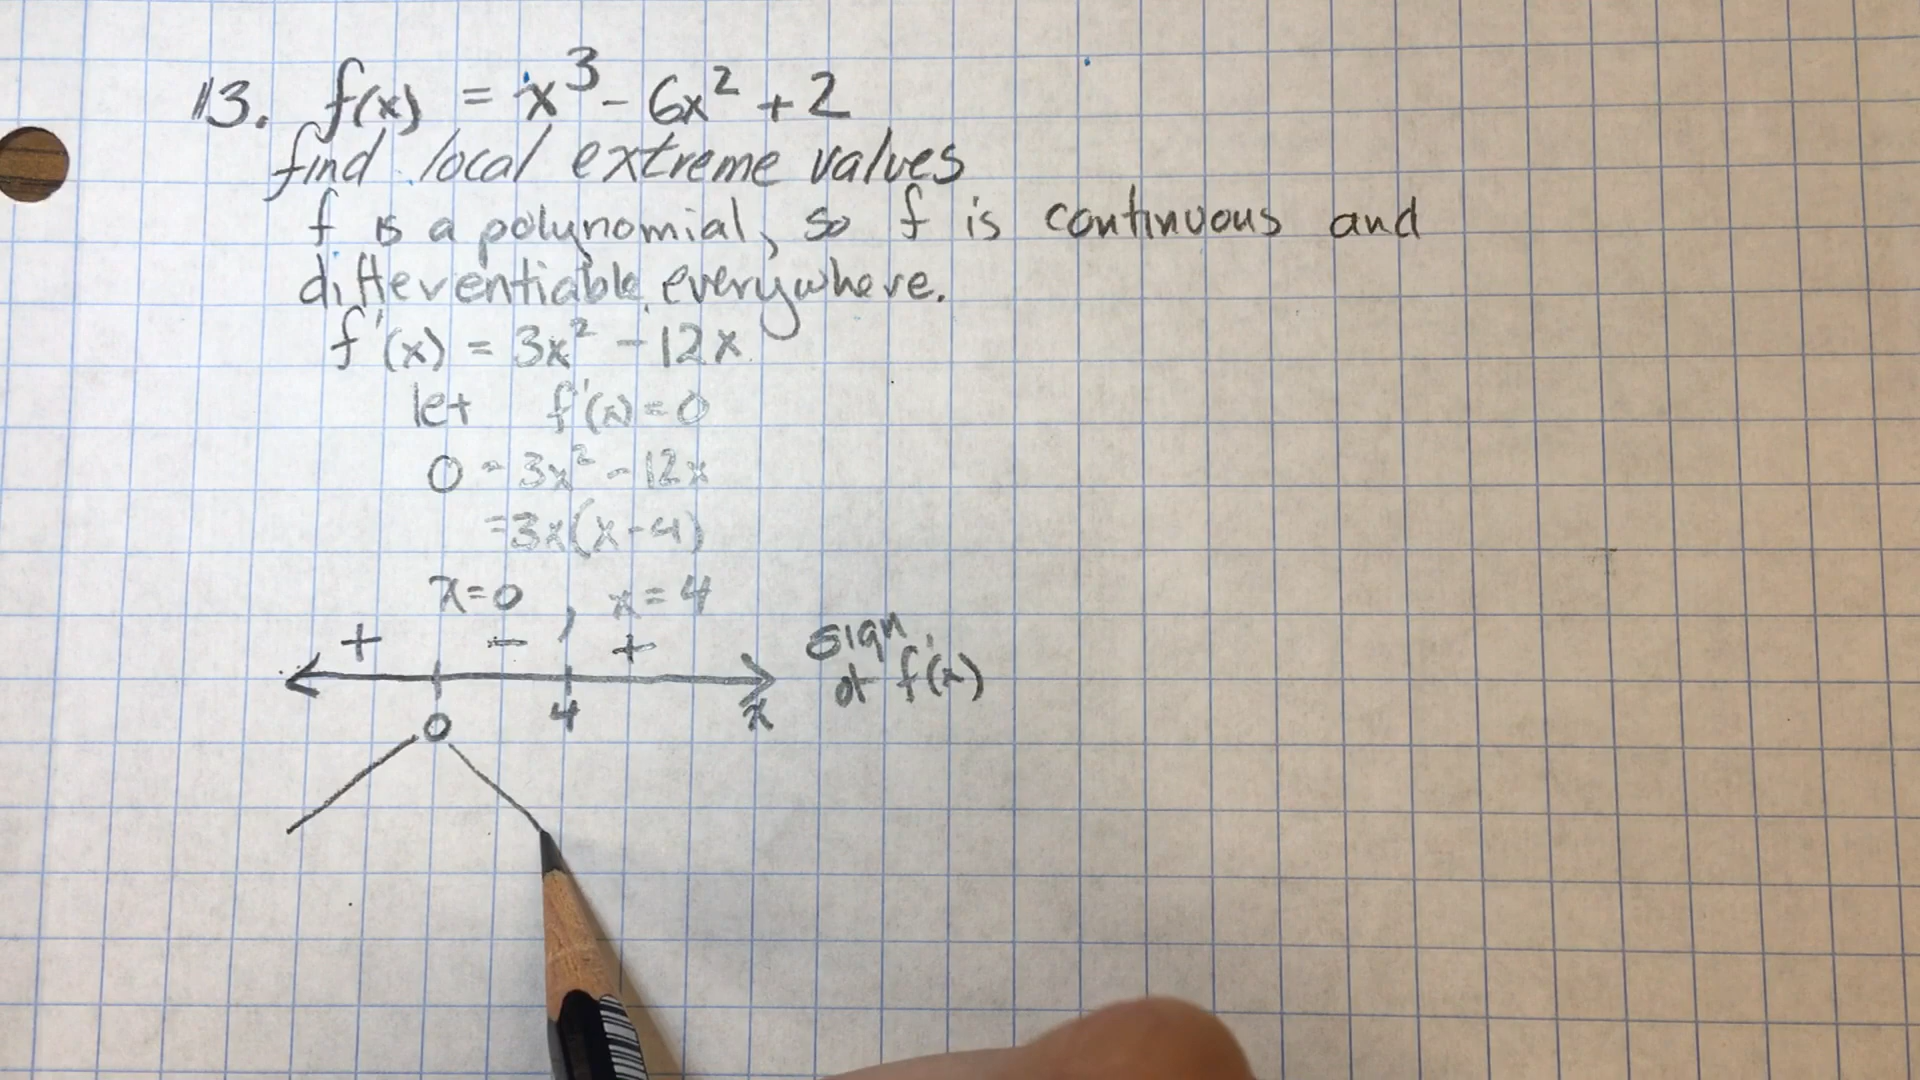 13. f(x) = x³ - 6x² + 2
find local extreme values
f is a polynomial, so f is continuous and
differentiable everywhere.
f'(x) = 3x² - 12x
let f'(x) = 0
0 = 3x² - 12x
= 3x(x-4)
x=0 , x=4
+ - + sign
of f'(x)
0 4 x